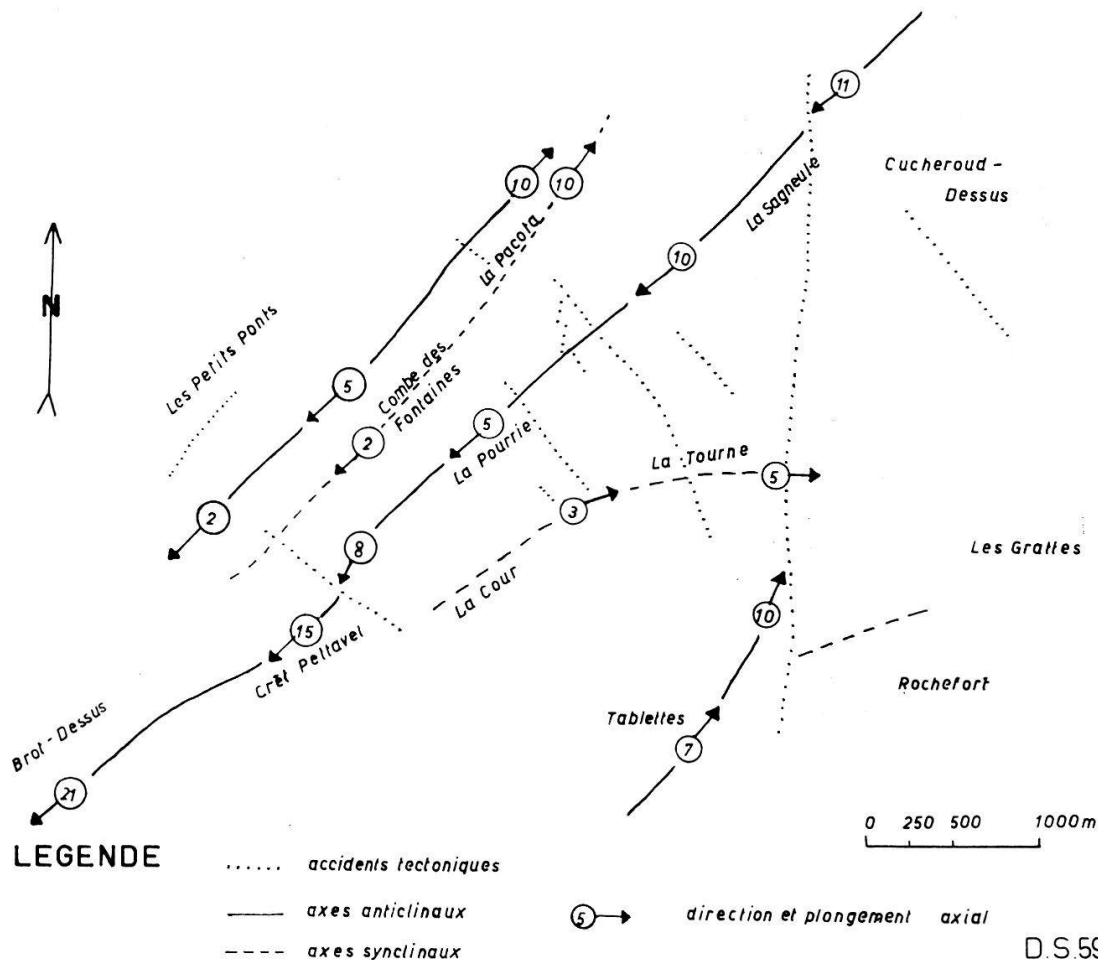 11
Cucheroud-
Dessus
La Sagneule
10
10
La Pacota
10
N
Les Petits Ponts
5
Combe des
Fontaines
5
2
La Pourrie
La Tourne
5
2
3
8
Les Grattes
La Cour
10
15
Crêt Peltavel
Rochefort
Tablettes
7
Brot-Dessus
21
0 250 500 1000m
LEGENDE
accidents tectoniques
axes anticlinaux
5 direction et plongement axial
axes synclinaux
D.S.59